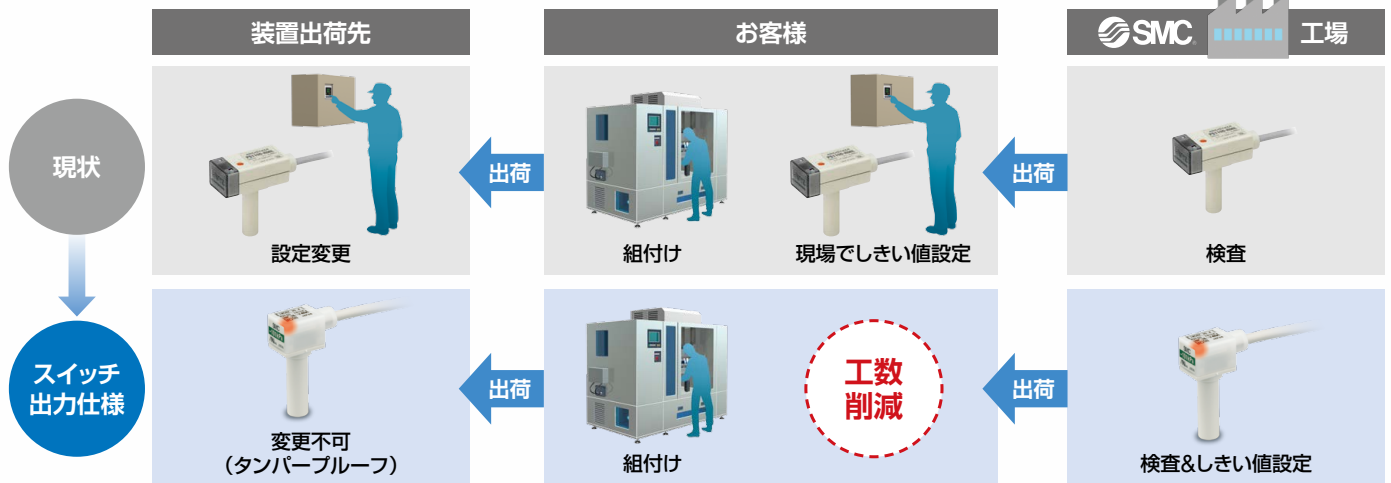 装置出荷先
お客様
SMC 工場
現状
設定変更
出荷
組付け
現場でしきい値設定
出荷
検査
スイッチ
出力仕様
変更不可
(タンパープルーフ)
出荷
組付け
工数
削減
出荷
検査&しきい値設定